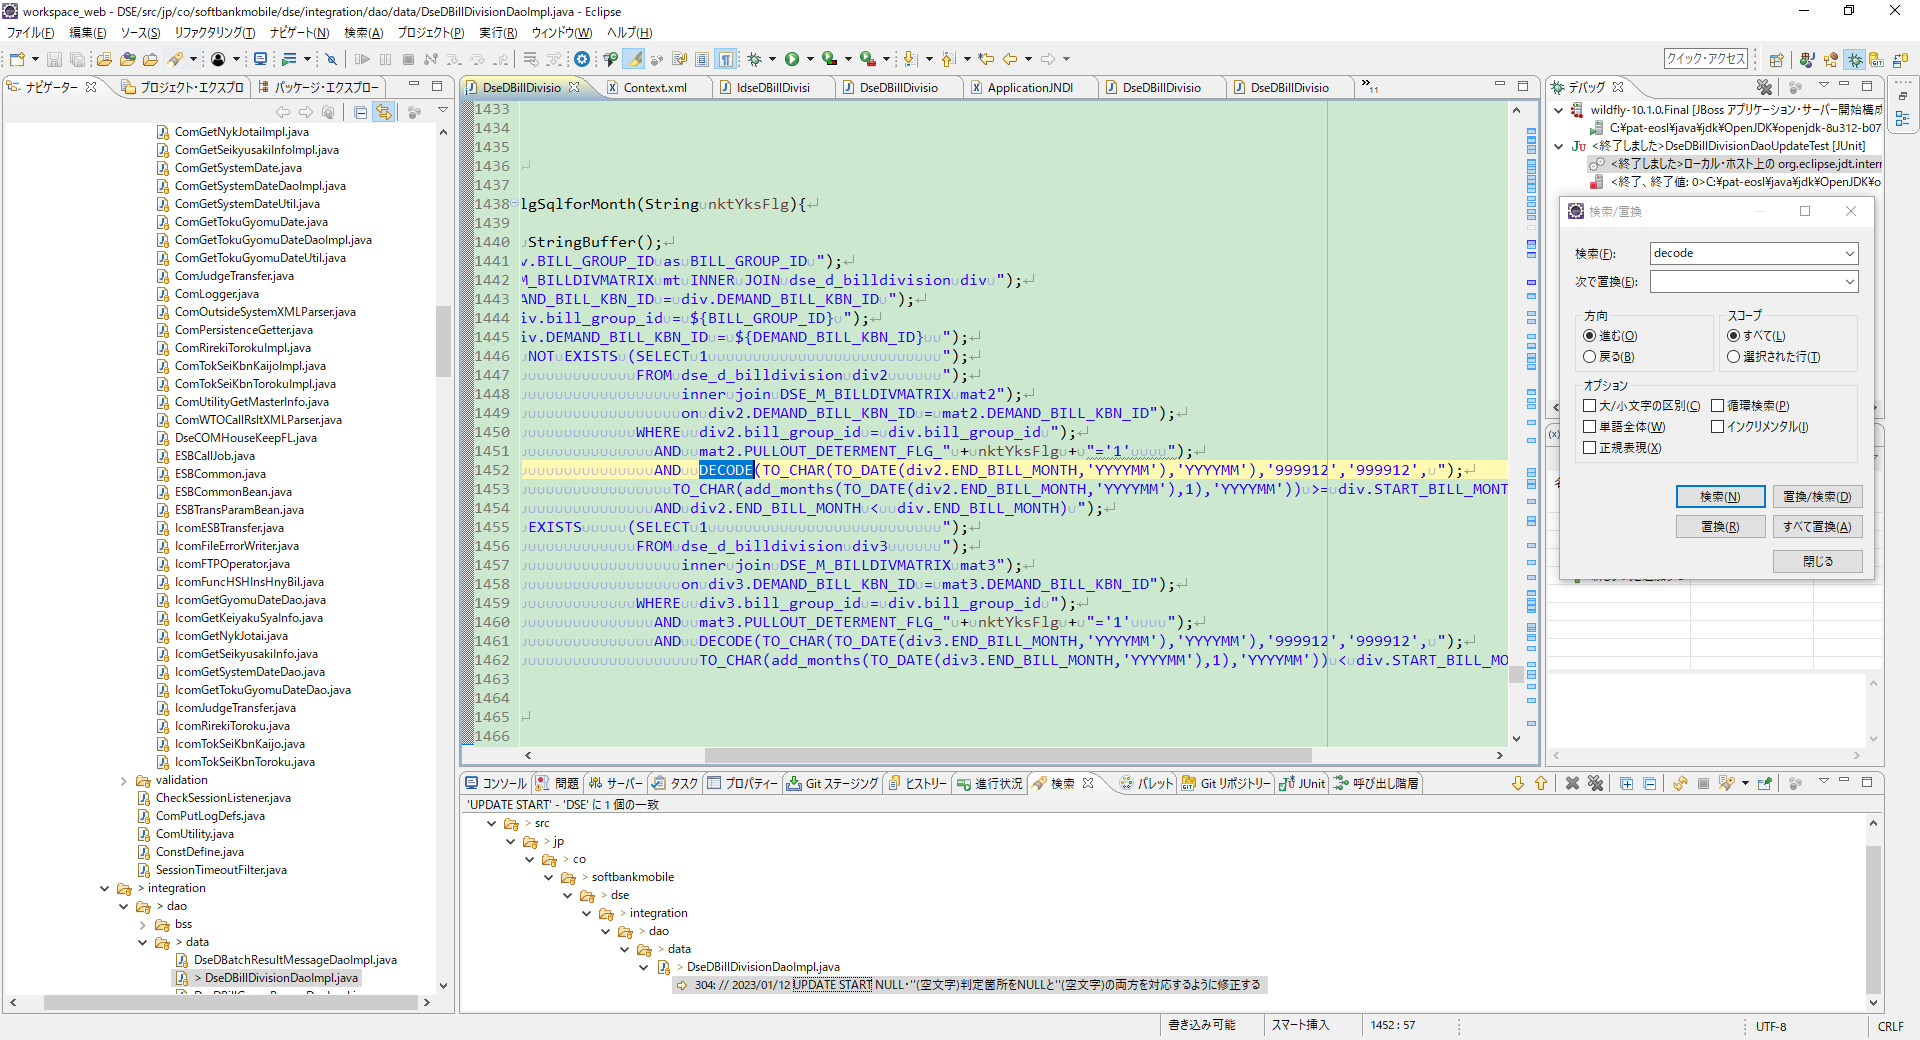 workspace_web - DSE/src/jp/co/softbankmobile/dse/integration/dao/data/DseDBillDivisionDaoImpl.java - Eclipse
ファイル(F) 編集(E) ソース(S) リファクタリング(T) ナビゲート(N) 検索(A) プロジェクト(P) 実行(R) ウィンドウ(W) ヘルプ(H)
クイック・アクセス
ナビゲーター プロジェクト・エクスプロ パッケージ・エクスプローラー
ComGetNykJotaiImpl.java
ComGetSeikyusakiInfoImpl.java
ComGetSystemDate.java
ComGetSystemDateDaoImpl.java
ComGetSystemDateUtil.java
ComGetTokuGyomuDate.java
ComGetTokuGyomuDateDaoImpl.java
ComGetTokuGyomuDateUtil.java
ComJudgeTransfer.java
ComLogger.java
ComOutsideSystemXMLParser.java
ComPersistenceGetter.java
ComRirekiTorokuImpl.java
ComTokSeiKbnKaijoImpl.java
ComTokSeiKbnTorokuImpl.java
ComUtilityGetMasterInfo.java
ComWTOCallRsltXMLParser.java
DseCOMHouseKeepFL.java
ESBCallJob.java
ESBCommon.java
ESBCommonBean.java
ESBTransParamBean.java
IcomESBTransfer.java
IcomFileErrorWriter.java
IcomFTPOperator.java
IcomFuncHSHInsHnyBil.java
IcomGetGyomuDateDao.java
IcomGetKeiyakuSyaInfo.java
IcomGetNykJotai.java
IcomGetSeikyusakiInfo.java
IcomGetSystemDateDao.java
IcomGetTokuGyomuDateDao.java
IcomJudgeTransfer.java
IcomRirekiToroku.java
IcomTokSeiKbnKaijo.java
IcomTokSeiKbnToroku.java
validation
CheckSessionListener.java
ComPutLogDefs.java
ComUtility.java
ConstDefine.java
SessionTimeoutFilter.java
> integration
> dao
bss
> data
DseDBatchResultMessageDaoImpl.java
> DseDBillDivisionDaoImpl.java
DseDBillDivisio Context.xml IdseDBillDivisi DseDBillDivisio ApplicationJNDI DseDBillDivisio DseDBillDivisio »11
1433
1434
1435
1436
1437
1438 lgSqlforMonth(String nktYksFlg){
1439
1440 StringBuffer();
1441 v.BILL_GROUP_ID as BILL_GROUP_ID ");
1442 M_BILLDIVMATRIX mt INNER JOIN dse_d_billdivision div ");
1443 AND_BILL_KBN_ID = div.DEMAND_BILL_KBN_ID ");
1444 iv.bill_group_id = ${BILL_GROUP_ID} ");
1445 iv.DEMAND_BILL_KBN_ID = ${DEMAND_BILL_KBN_ID} ");
1446 NOT EXISTS (SELECT 1 ");
1447 FROM dse_d_billdivision div2 ");
1448 inner join DSE_M_BILLDIVMATRIX mat2");
1449 on div2.DEMAND_BILL_KBN_ID = mat2.DEMAND_BILL_KBN_ID");
1450 WHERE div2.bill_group_id = div.bill_group_id ");
1451 AND mat2.PULLOUT_DETERMENT_FLG_" + nktYksFlg + "='1' ");
1452 AND DECODE(TO_CHAR(TO_DATE(div2.END_BILL_MONTH,'YYYYMM'),'YYYYMM'),'999912','999912', ");
1453 TO_CHAR(add_months(TO_DATE(div2.END_BILL_MONTH,'YYYYMM'),1),'YYYYMM')) >= div.START_BILL_MONT
1454 AND div2.END_BILL_MONTH < div.END_BILL_MONTH) ");
1455 EXISTS (SELECT 1 ");
1456 FROM dse_d_billdivision div3 ");
1457 inner join DSE_M_BILLDIVMATRIX mat3");
1458 on div3.DEMAND_BILL_KBN_ID = mat3.DEMAND_BILL_KBN_ID");
1459 WHERE div3.bill_group_id = div.bill_group_id ");
1460 AND mat3.PULLOUT_DETERMENT_FLG_" + nktYksFlg + "='1' ");
1461 AND DECODE(TO_CHAR(TO_DATE(div3.END_BILL_MONTH,'YYYYMM'),'YYYYMM'),'999912','999912', ");
1462 TO_CHAR(add_months(TO_DATE(div3.END_BILL_MONTH,'YYYYMM'),1),'YYYYMM')) < div.START_BILL_MO
1463
1464
1465
1466
デバッグ
wildfly-10.1.0.Final [JBoss アプリケーション・サーバー開始構成
C:¥pat-eosl¥java¥jdk¥OpenJDK¥openjdk-8u312-b07
<終了しました>DseDBillDivisionDaoUpdateTest [JUnit]
<終了しました>ローカル・ホスト上の org.eclipse.jdt.interr
<終了、終了値: 0>C:¥pat-eosl¥java¥jdk¥OpenJDK¥o
検索/置換
検索(F): decode
次で置換(E):
方向 スコープ
進む(O) すべて(L)
戻る(B) 選択された行(T)
オプション
大/小文字の区別(C) 循環検索(P)
単語全体(W) インクリメンタル(I)
正規表現(X)
検索(N) 置換/検索(D)
置換(R) すべて置換(A)
閉じる
コンソール 問題 サーバー タスク プロパティー Git ステージング ヒストリー 進行状況 検索 パレット Git リポジトリー JUnit 呼び出し階層
'UPDATE START' - 'DSE' に 1 個の一致
> src
> jp
> co
> softbankmobile
> dse
> integration
> dao
> data
> DseDBillDivisionDaoImpl.java
304: // 2023/01/12 UPDATE START NULL・''(空文字)判定箇所をNULLと''(空文字)の両方を対応するように修正する
書き込み可能 スマート挿入 1452 : 57 UTF-8 CRLF